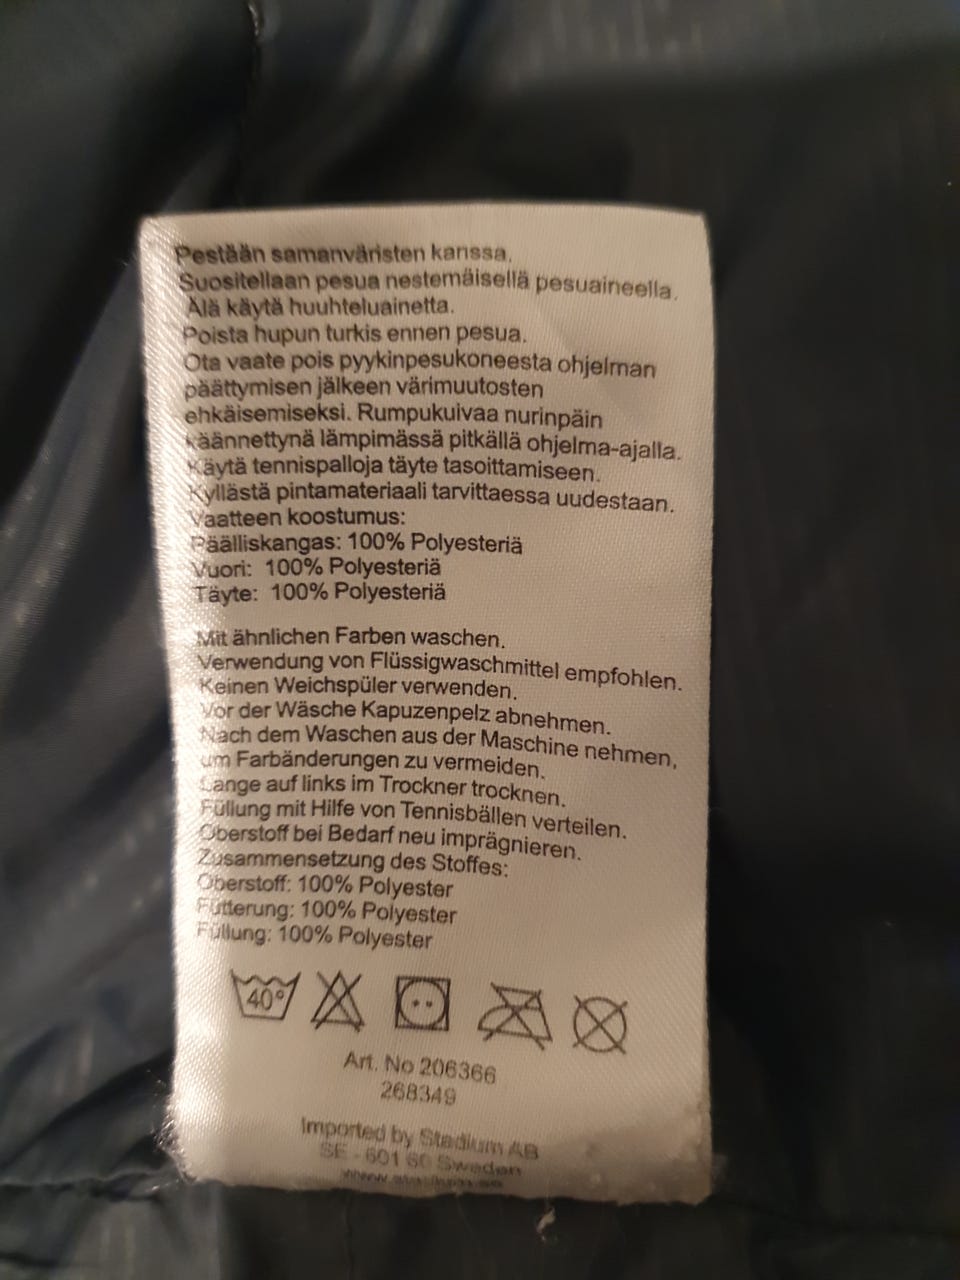 Pestään samanväristen kanssa.
Suositellaan pesua nestemäisellä pesuaineella.
Älä käytä huuhteluainetta.
Poista hupun turkis ennen pesua.
Ota vaate pois pyykinpesukoneesta ohjelman
päättymisen jälkeen värimuutosten
ehkäisemiseksi. Rumpukuivaa nurinpäin
käännettynä lämpimässä pitkällä ohjelma-ajalla.
Käytä tennispalloja täyte tasoittamiseen.
Kyllästä pintamateriaali tarvittaessa uudestaan.
Vaatteen koostumus:
Päälliskangas: 100% Polyesteriä
Vuori: 100% Polyesteriä
Täyte: 100% Polyesteriä
Mit ähnlichen Farben waschen.
Verwendung von Flüssigwaschmittel empfohlen.
Keinen Weichspüler verwenden.
Vor der Wäsche Kapuzenpelz abnehmen.
Nach dem Waschen aus der Maschine nehmen,
um Farbänderungen zu vermeiden.
Lange auf links im Trockner trocknen.
Füllung mit Hilfe von Tennisbällen verteilen.
Oberstoff bei Bedarf neu imprägnieren.
Zusammensetzung des Stoffes:
Oberstoff: 100% Polyester
Fütterung: 100% Polyester
Füllung: 100% Polyester
40°
Art. No 206366
268349
Imported by Stadium AB
SE - 601 60 Sweden